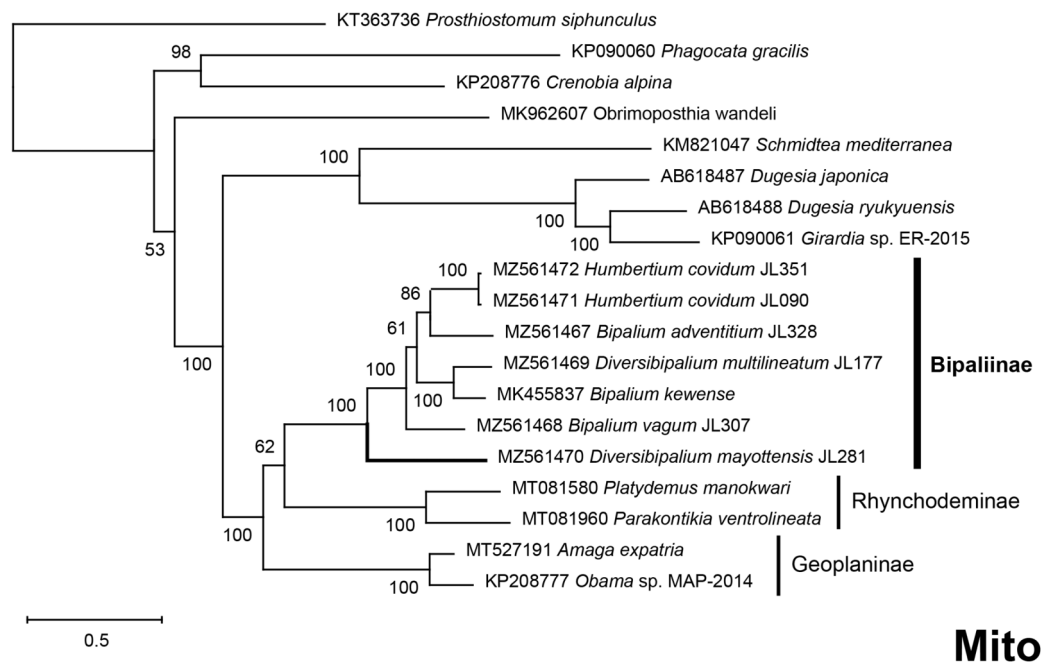 KT363736 Prosthiostomum siphunculus
98
KP090060 Phagocata gracilis
KP208776 Crenobia alpina
MK962607 Obrimoposthia wandeli
100
KM821047 Schmidtea mediterranea
AB618487 Dugesia japonica
100
AB618488 Dugesia ryukyuensis
100
KP090061 Girardia sp. ER-2015
53
100
MZ561472 Humbertium covidum JL351
86
MZ561471 Humbertium covidum JL090
61
MZ561467 Bipalium adventitium JL328
100
MZ561469 Diversibipalium multilineatum JL177
100
MK455837 Bipalium kewense
100
MZ561468 Bipalium vagum JL307
100
MZ561470 Diversibipalium mayottensis JL281
Bipaliinae
62
MT081580 Platydemus manokwari
100
MT081960 Parakontikia ventrolineata
Rhynchodeminae
100
MT527191 Amaga expatria
100
KP208777 Obama sp. MAP-2014
Geoplaninae
0.5
Mito